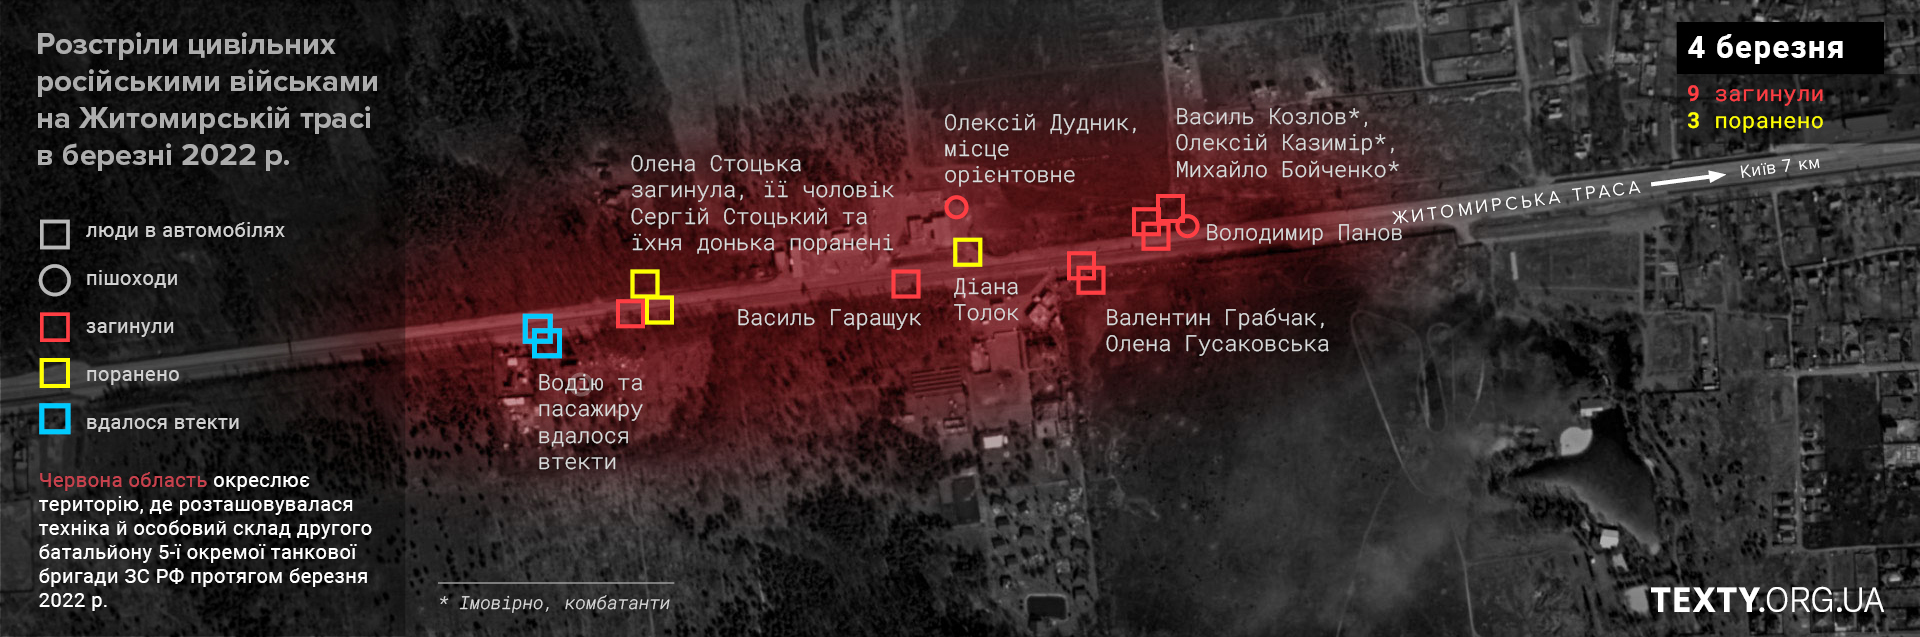 Розстріли цивільних
російськими військами
на Житомирській трасі
в березні 2022 р.
люди в автомобілях
пішоходи
загинули
поранено
вдалося втекти
Червона область окреслює
територію, де розташовувалася
техніка й особовий склад другого
батальйону 5-ї окремої танкової
бригади ЗС РФ протягом березня
2022 р.
Водію та
пасажиру
вдалося
втекти
Олена Стоцька
загинула, її чоловік
Сергій Стоцький та
їхня донька поранені
Василь Гаращук
Олексій Дудник,
місце
орієнтовне
Діана
Толок
Василь Козлов*,
Олексій Казимір*,
Михайло Бойченко*
Володимир Панов
Валентин Грабчак,
Олена Гусаковська
ЖИТОМИРСЬКА ТРАСА
Київ 7 км
4 березня
9 загинули
3 поранено
* Імовірно, комбатанти
TEXTY.ORG.UA